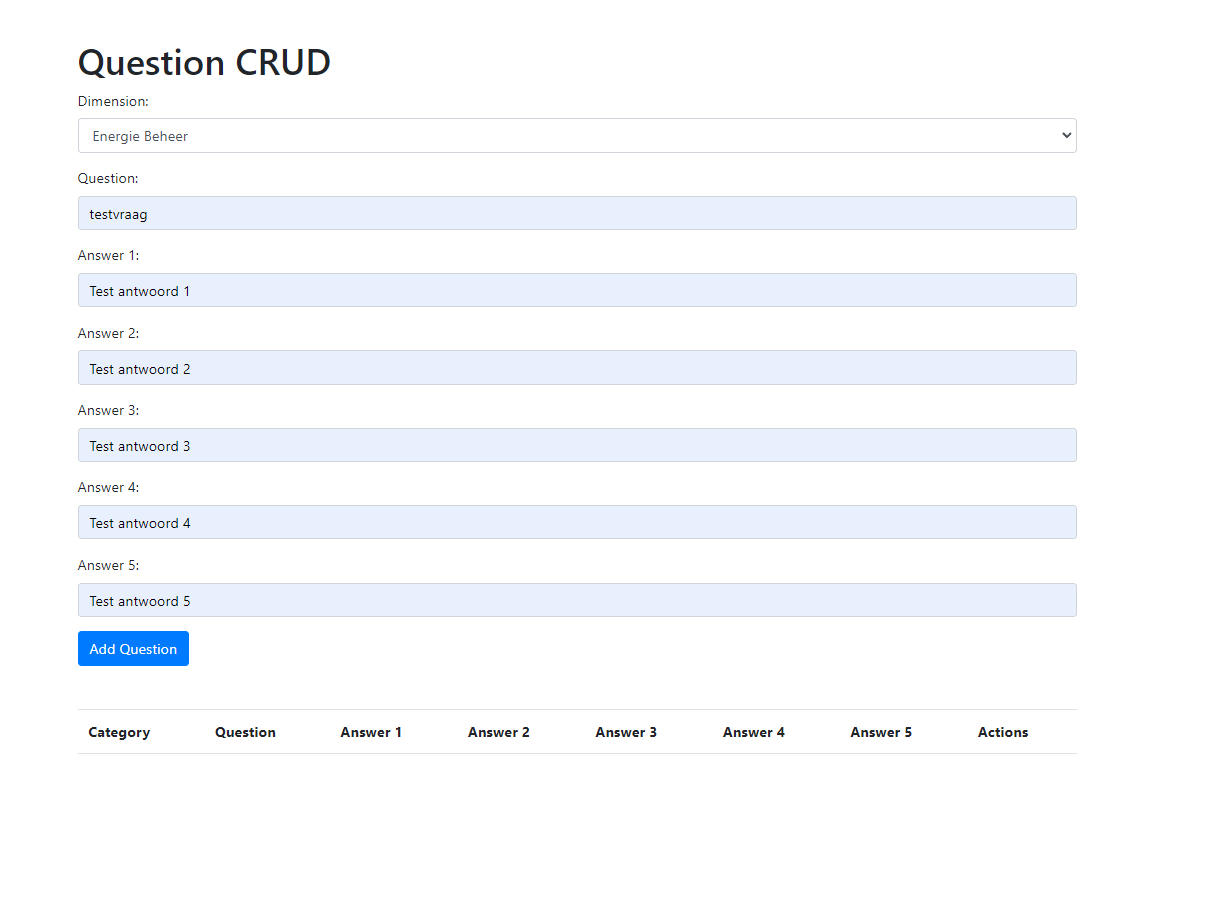 Question CRUD
Dimension:
Energie Beheer
Question:
testvraag
Answer 1:
Test antwoord 1
Answer 2:
Test antwoord 2
Answer 3:
Test antwoord 3
Answer 4:
Test antwoord 4
Answer 5:
Test antwoord 5
Add Question
Category Question Answer 1 Answer 2 Answer 3 Answer 4 Answer 5 Actions